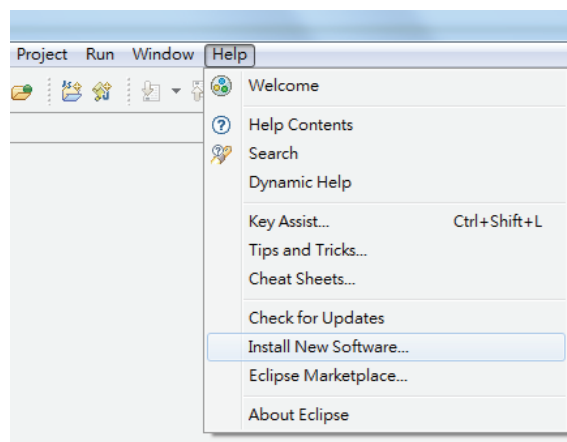 Project Run Window Help
Welcome
Help Contents
Search
Dynamic Help
Key Assist... Ctrl+Shift+L
Tips and Tricks...
Cheat Sheets...
Check for Updates
Install New Software...
Eclipse Marketplace...
About Eclipse